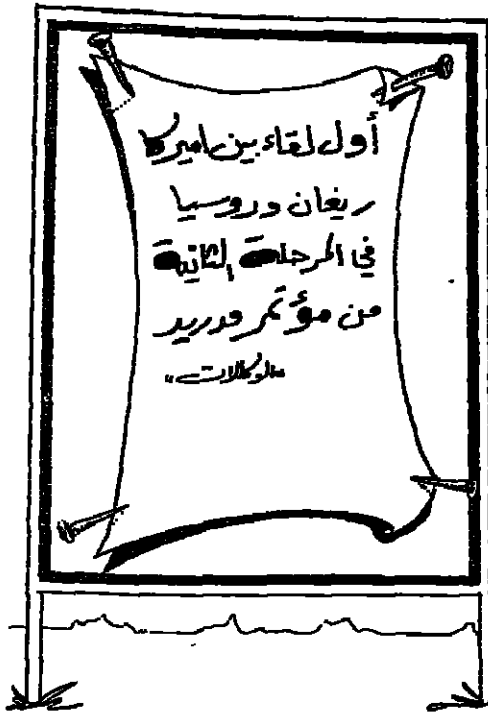 أول لقاء بين اميركا
ريغان وروسيا
في المرحلة الثانية
من مؤتمر مدريد
"الوكالات"